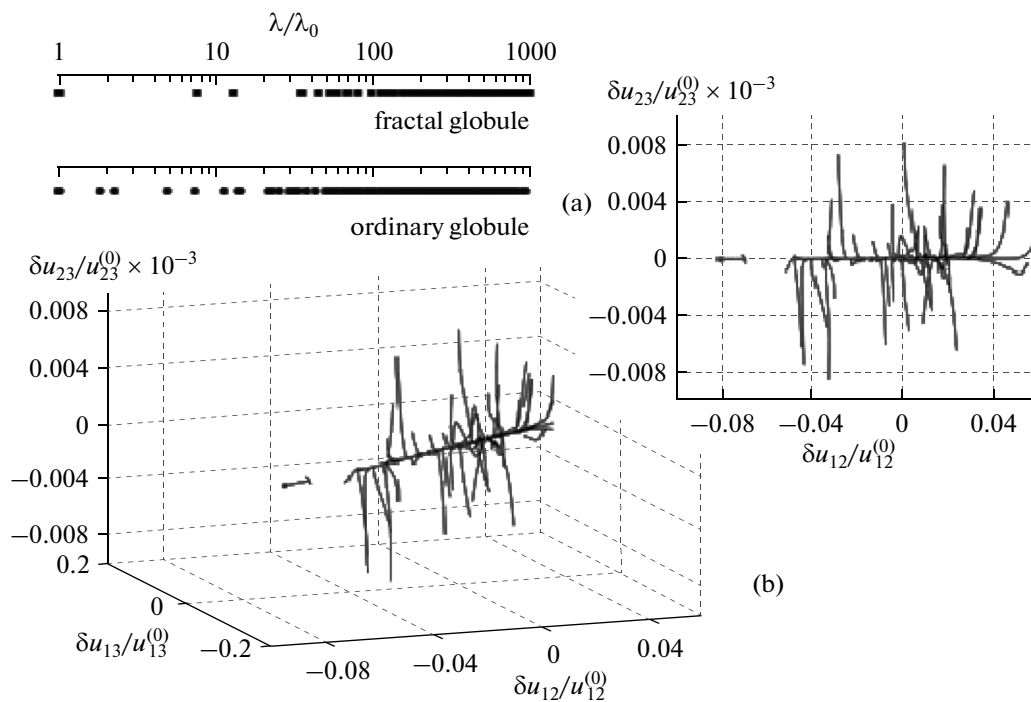 λ/λ₀
1 10 100 1000
fractal globule
ordinary globule
(a)
δu₂₃/u₂₃⁽⁰⁾ × 10⁻³
0.008
0.004
0
−0.004
−0.008
−0.08 −0.04 0 0.04
δu₁₂/u₁₂⁽⁰⁾
δu₂₃/u₂₃⁽⁰⁾ × 10⁻³
0.008
0.004
0
−0.004
−0.008
0.2
0
−0.2
δu₁₃/u₁₃⁽⁰⁾
−0.08 −0.04 0 0.04
δu₁₂/u₁₂⁽⁰⁾
(b)